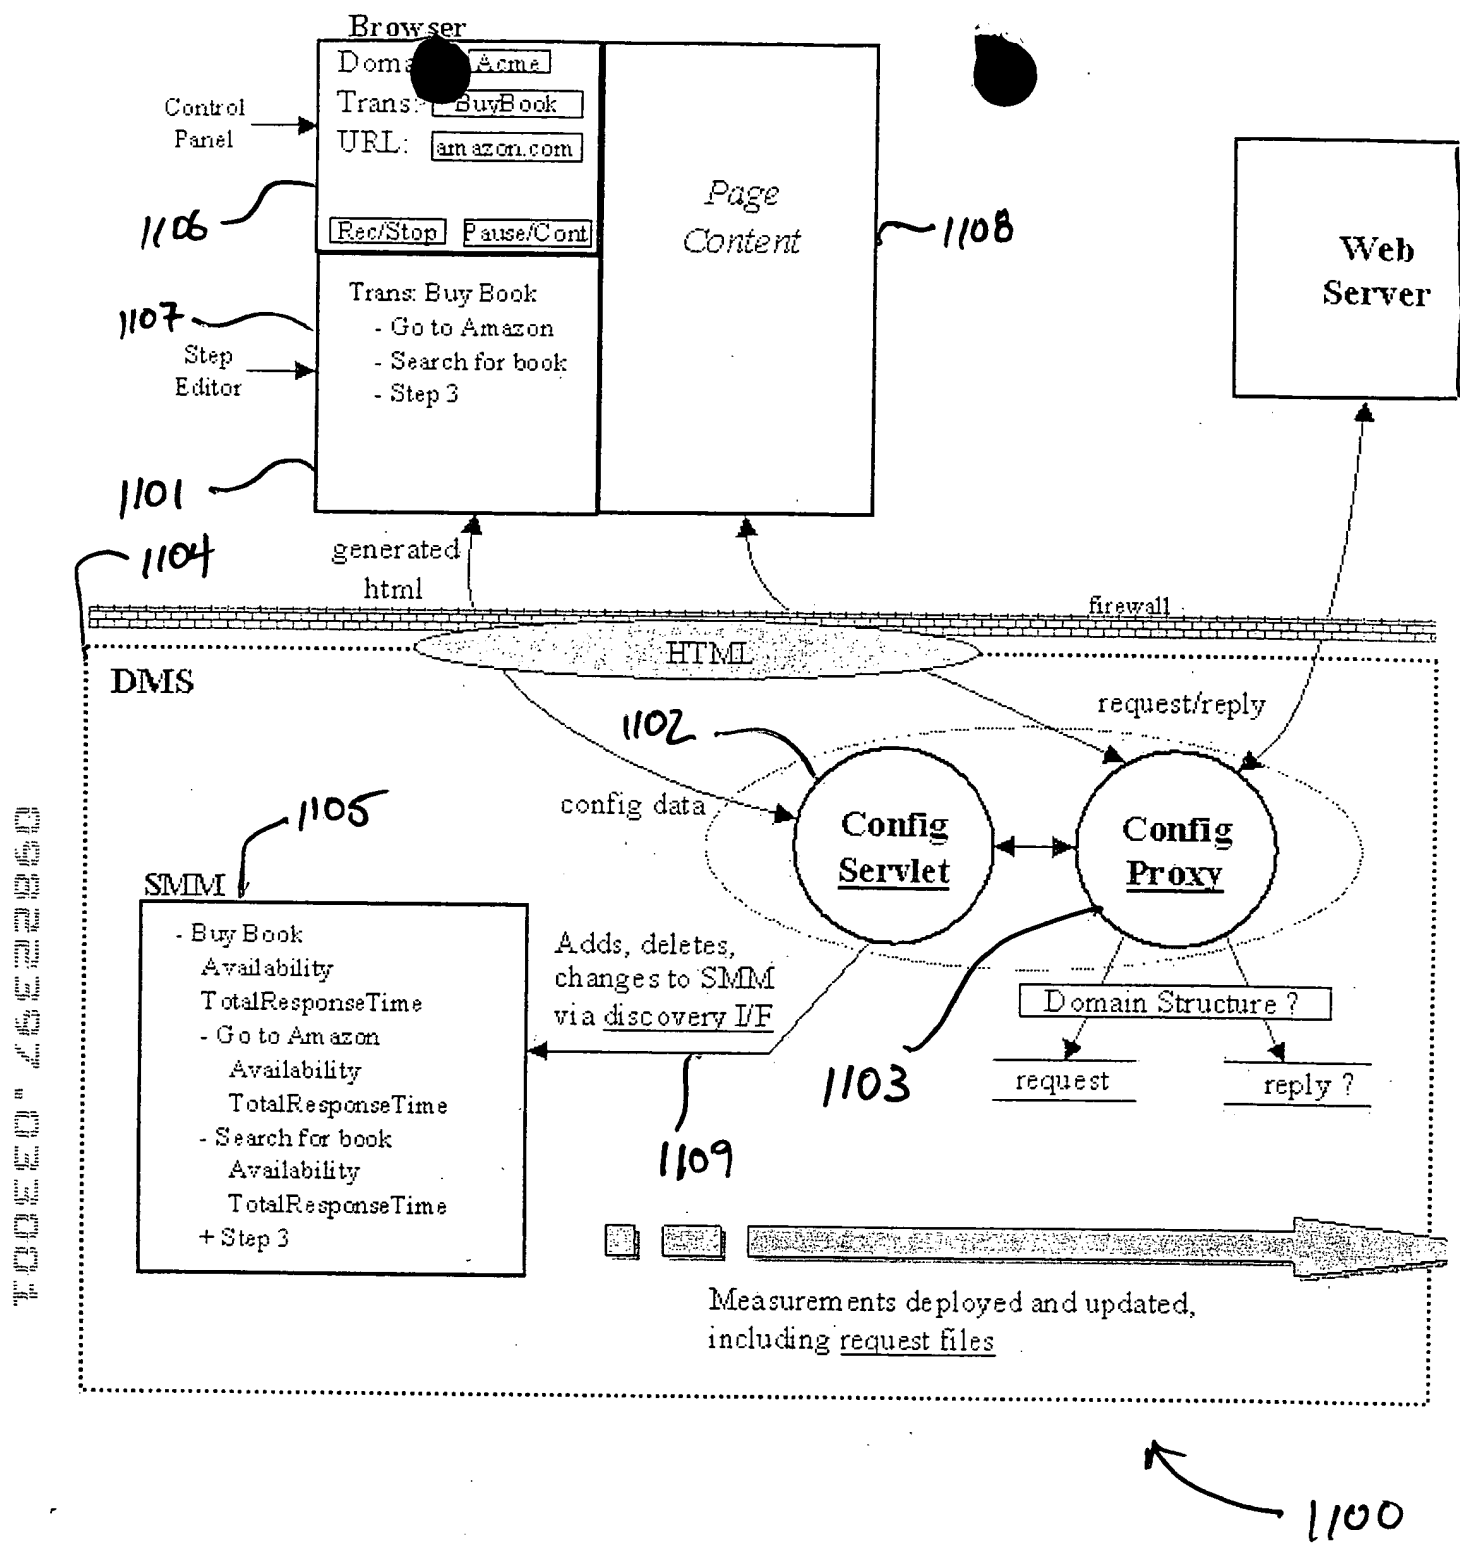 Browser
Acme
Trans:
BuyBook
URL:
amazon.com
Control
Panel
1106
Rec/Stop
Pause/Cont
Page
Content
1108
Web
Server
1107
Trans: Buy Book
- Go to Amazon
- Search for book
- Step 3
Step
Editor
1101
1104
generated
html
firewall
HTML
DMS
request/reply
1102
config data
Config
Servlet
Config
Proxy
1105
SMM
- Buy Book
Availability
TotalResponseTime
- Go to Amazon
Availability
TotalResponseTime
- Search for book
Availability
TotalResponseTime
+ Step 3
Adds, deletes,
changes to SMM
via discovery I/F
1103
Domain Structure ?
request
reply ?
1109
Measurements deployed and updated,
including request files
1100